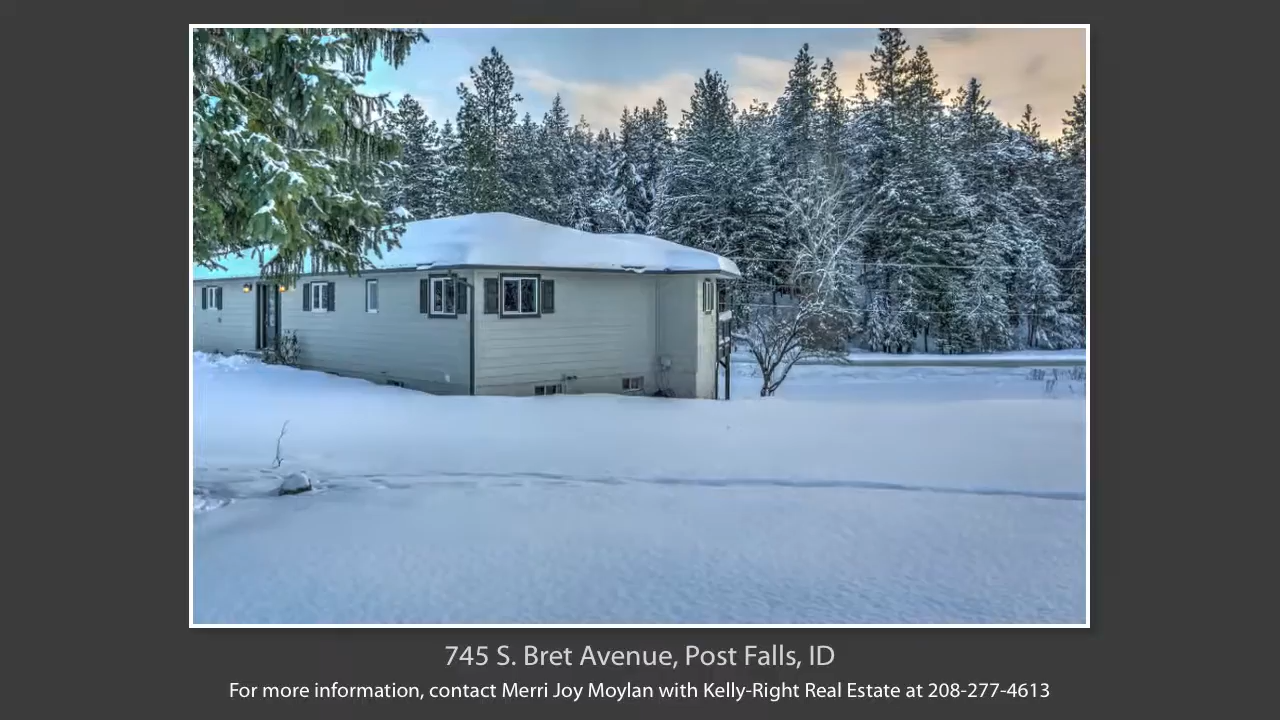 745 S. Bret Avenue, Post Falls, ID
For more information, contact Merri Joy Moylan with Kelly-Right Real Estate at 208-277-4613